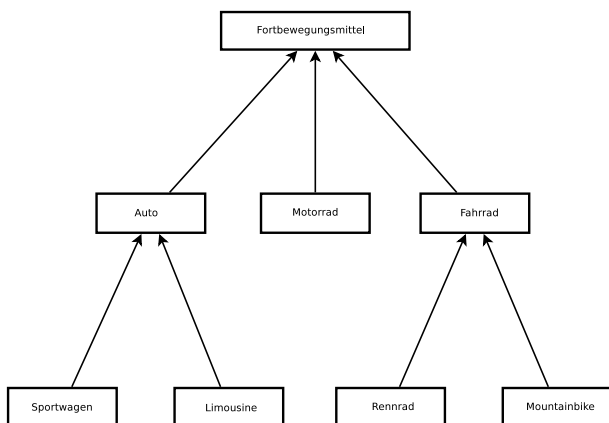 Fortbewegungsmittel
Auto
Motorrad
Fahrrad
Sportwagen
Limousine
Rennrad
Mountainbike